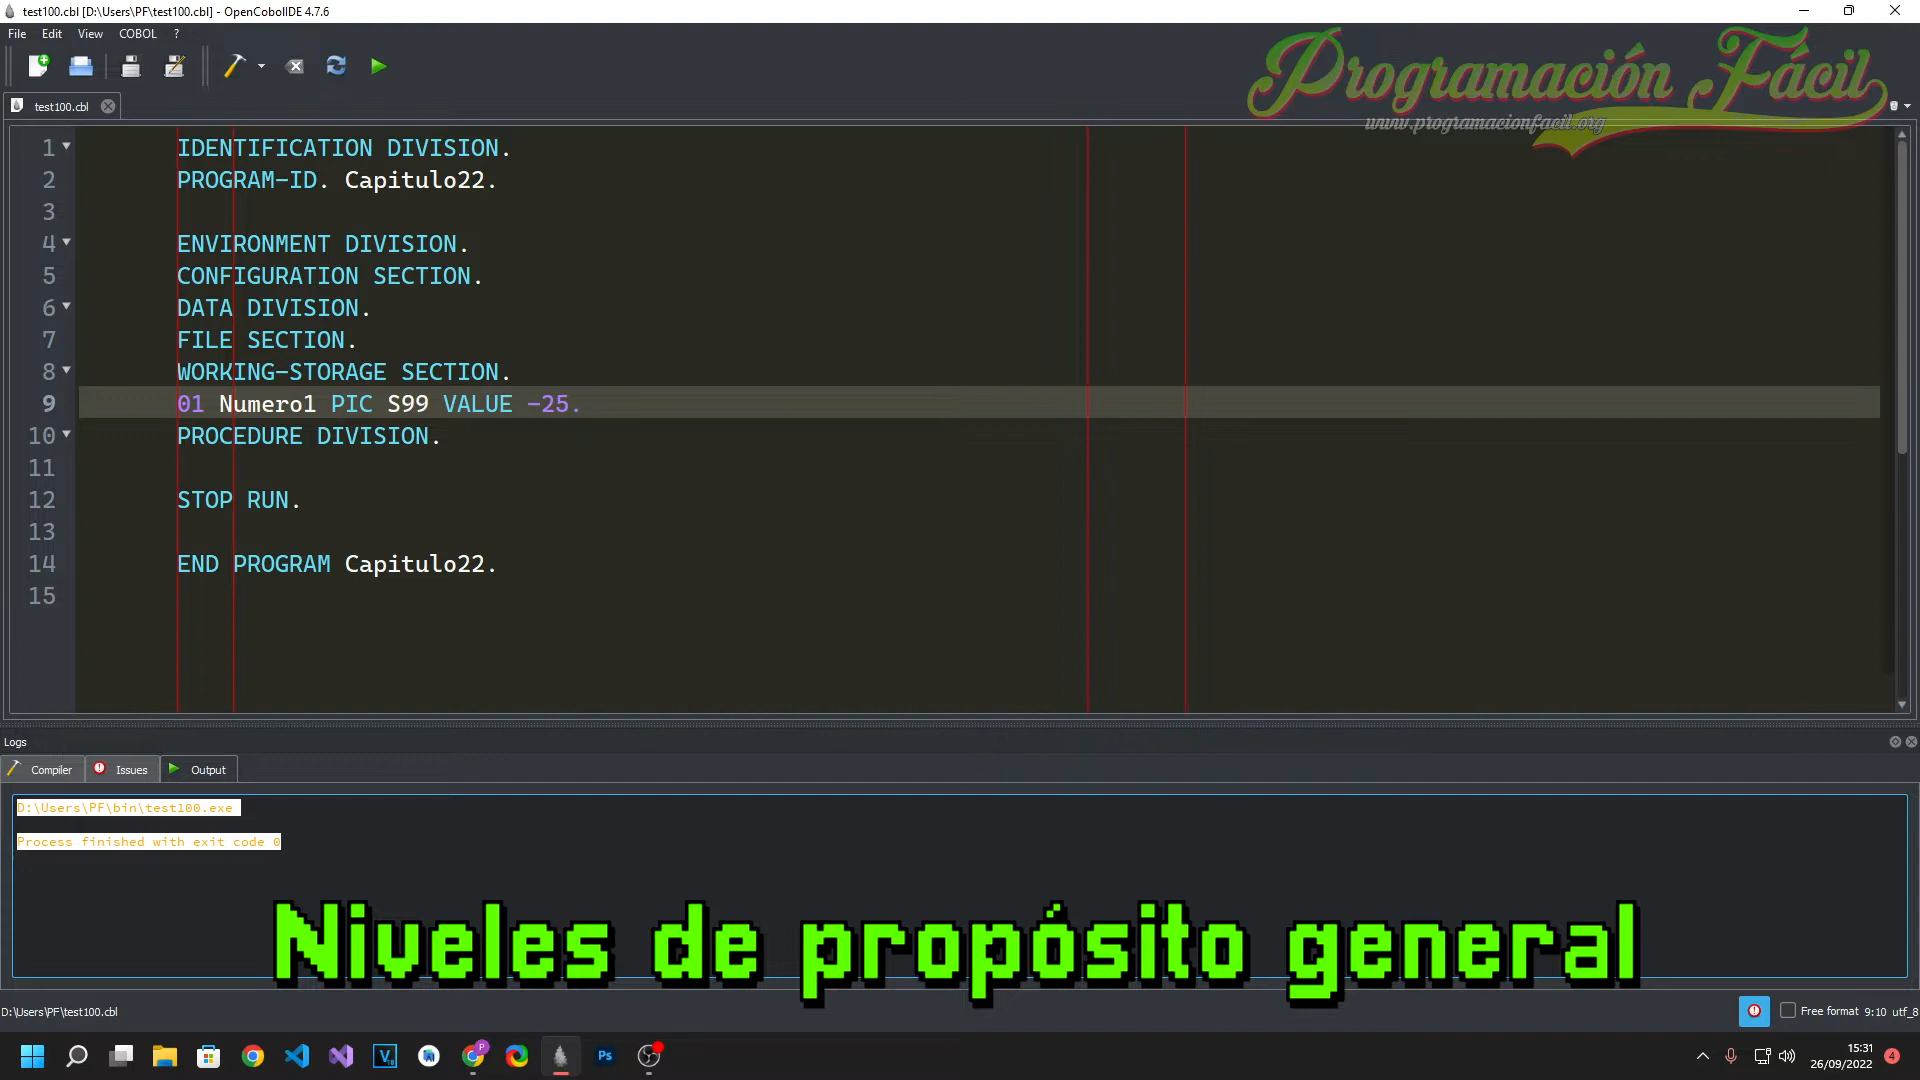 test100.cbl [D:\Users\PF\test100.cbl] - OpenCobolIDE 4.7.6
File Edit View COBOL ?
Programación Fácil
www.programacionfacil.org
test100.cbl
1 IDENTIFICATION DIVISION.
2 PROGRAM-ID. Capitulo22.
3
4 ENVIRONMENT DIVISION.
5 CONFIGURATION SECTION.
6 DATA DIVISION.
7 FILE SECTION.
8 WORKING-STORAGE SECTION.
9 01 Numero1 PIC S99 VALUE -25.
10 PROCEDURE DIVISION.
11
12 STOP RUN.
13
14 END PROGRAM Capitulo22.
15
Logs
Compiler Issues Output
D:\Users\PF\bin\test100.exe
Process finished with exit code 0
Niveles de propósito general
D:\Users\PF\test100.cbl
Free format 9:10 utf_8
Ps
15:31
26/09/2022
4